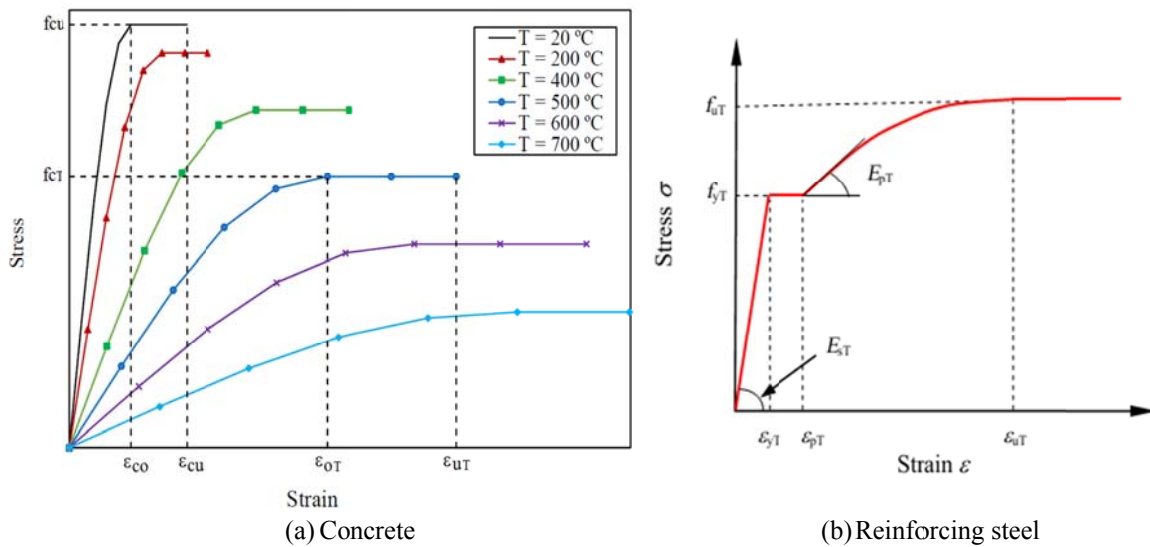 fcu
fcT
Stress
T = 20 ºC
T = 200 ºC
T = 400 ºC
T = 500 ºC
T = 600 ºC
T = 700 ºC
εco
εcu
εoT
εuT
Strain
(a) Concrete
Stress σ
fuT
fyT
EpT
EsT
εyT
εpT
εuT
Strain ε
(b) Reinforcing steel